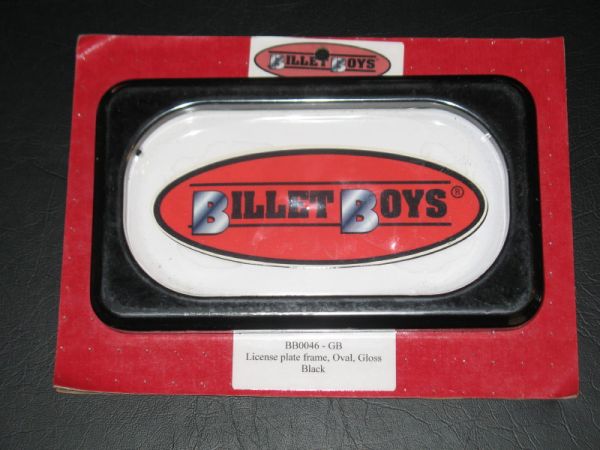 BILLET BOYS
BILLET BOYS®
BB0046 - GB
License plate frame, Oval, Gloss
Black